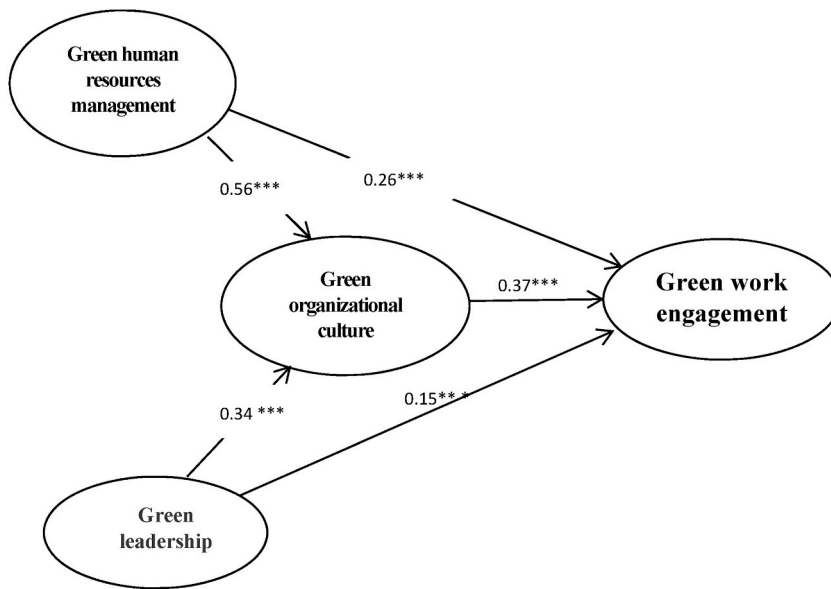 Green human
resources
management
0.56***
0.26***
Green
organizational
culture
0.37***
Green work
engagement
0.34 ***
0.15***
Green
leadership